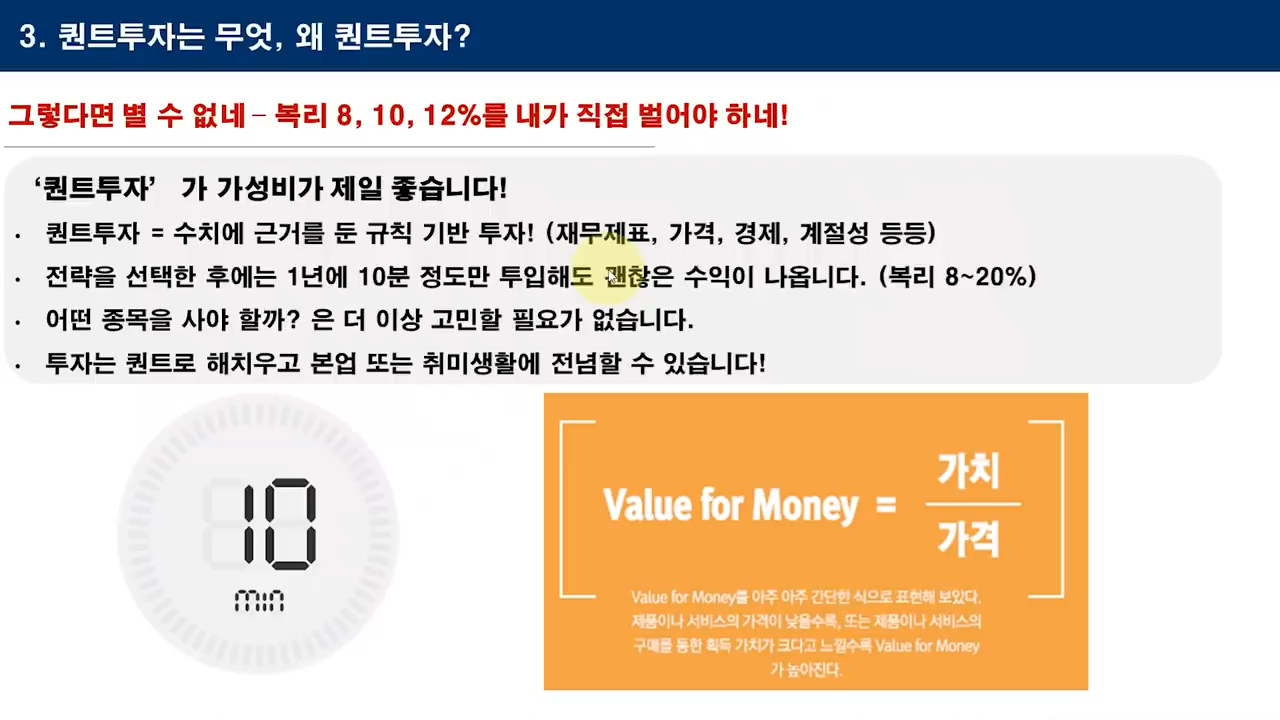 3. 퀀트투자는 무엇, 왜 퀀트투자?
그렇다면 별 수 없네 – 복리 8, 10, 12%를 내가 직접 벌어야 하네!
‘퀀트투자’ 가 가성비가 제일 좋습니다!
• 퀀트투자 = 수치에 근거를 둔 규칙 기반 투자! (재무제표, 가격, 경제, 계절성 등등)
• 전략을 선택한 후에는 1년에 10분 정도만 투입해도 괜찮은 수익이 나옵니다. (복리 8~20%)
• 어떤 종목을 사야 할까? 은 더 이상 고민할 필요가 없습니다.
• 투자는 퀀트로 해치우고 본업 또는 취미생활에 전념할 수 있습니다!
10
min
Value for Money = 가치
가격
Value for Money를 아주 아주 간단한 식으로 표현해 보았다.
제품이나 서비스의 가격이 낮을수록, 또는 제품이나 서비스의
구매를 통한 획득 가치가 크다고 느낄수록 Value for Money
가 높아진다.